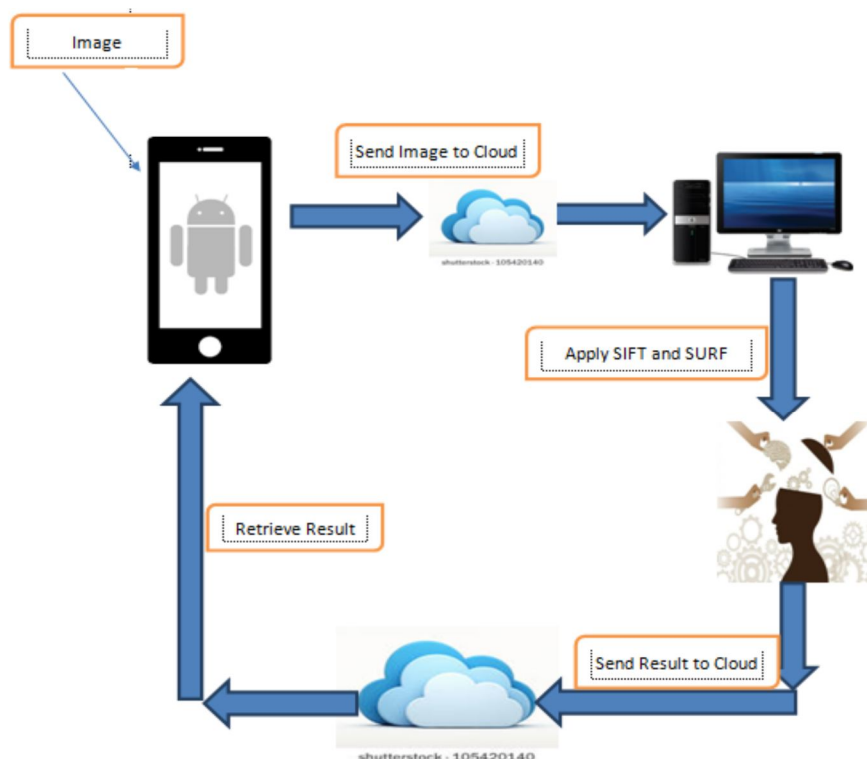 Image
Send Image to Cloud
shutterstock · 105420140
Apply SIFT and SURF
Retrieve Result
Send Result to Cloud
shutterstock · 105420140